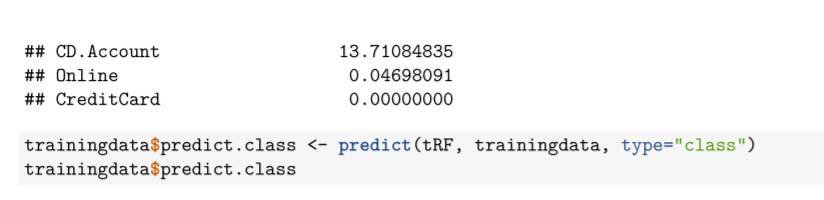 ## CD.Account 13.71084835
## Online 0.04698091
## CreditCard 0.00000000
trainingdata$predict.class <- predict(tRF, trainingdata, type="class")
trainingdata$predict.class